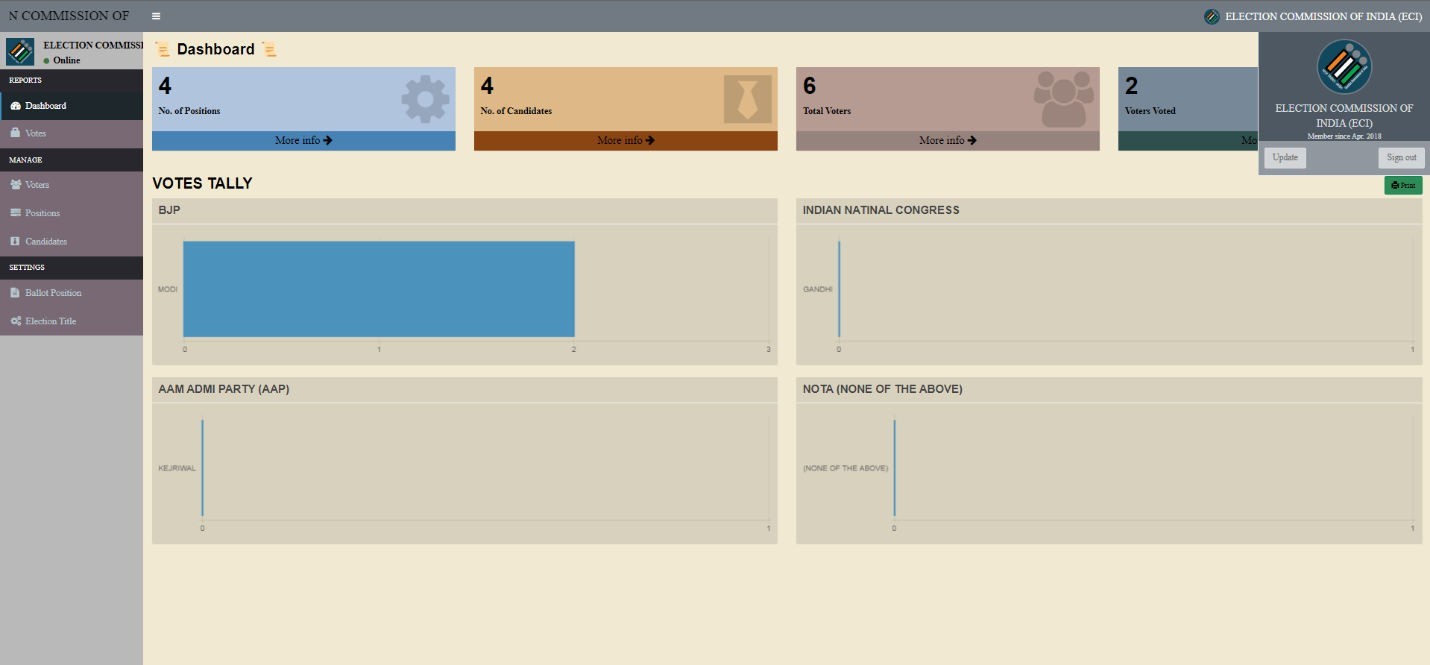 N COMMISSION OF
ELECTION COMMISSION OF INDIA (ECI)
ELECTION COMMISSI
Online
REPORTS
Dashboard
Votes
MANAGE
Voters
Positions
Candidates
SETTINGS
Ballot Position
Election Title
Dashboard
4
No. of Positions
More info
4
No. of Candidates
More info
6
Total Voters
More info
2
Voters Voted
Mo
ELECTION COMMISSION OF
INDIA (ECI)
Member since Apr. 2018
Update Sign out
VOTES TALLY
Print
BJP
MODI
0 1 2 3
INDIAN NATINAL CONGRESS
GANDHI
0 1
AAM ADMI PARTY (AAP)
KEJRIWAL
0 1
NOTA (NONE OF THE ABOVE)
(NONE OF THE ABOVE)
0 1